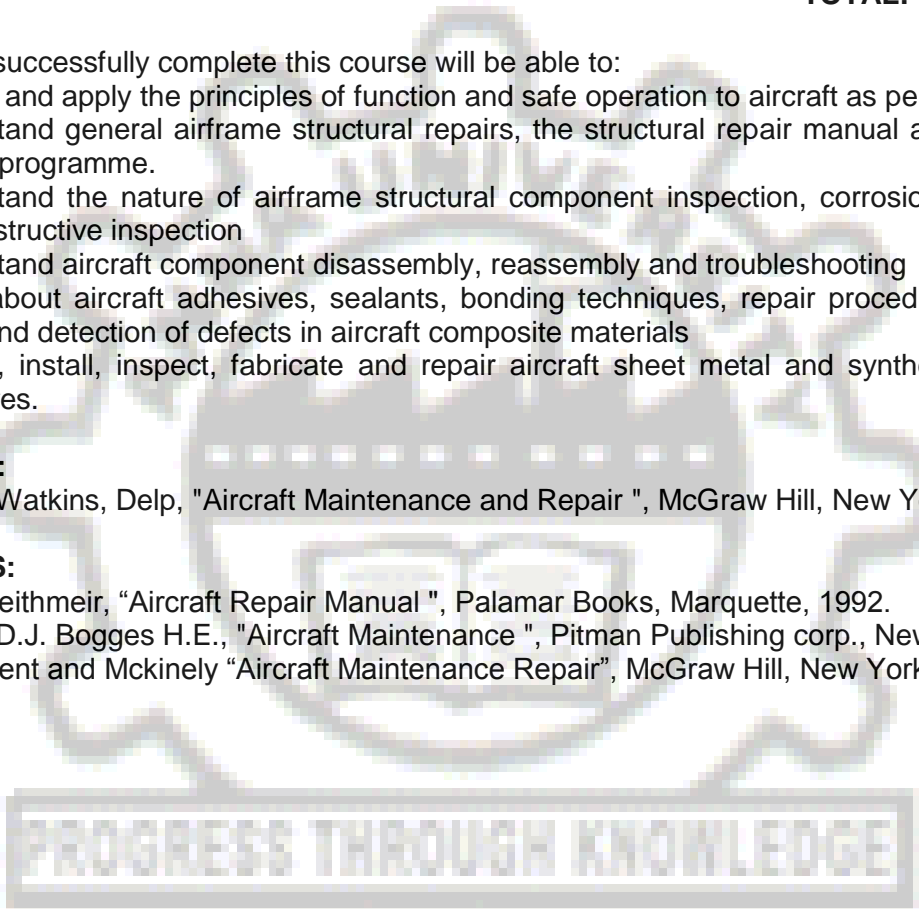 TOTAL:
successfully complete this course will be able to:
and apply the principles of function and safe operation to aircraft as pe
tand general airframe structural repairs, the structural repair manual a
programme.
tand the nature of airframe structural component inspection, corrosio
structive inspection
tand aircraft component disassembly, reassembly and troubleshooting
about aircraft adhesives, sealants, bonding techniques, repair proced
nd detection of defects in aircraft composite materials
, install, inspect, fabricate and repair aircraft sheet metal and synthe
es.
:
Watkins, Delp, "Aircraft Maintenance and Repair ", McGraw Hill, New Y
S:
eithmeir, “Aircraft Repair Manual ", Palamar Books, Marquette, 1992.
D.J. Bogges H.E., "Aircraft Maintenance ", Pitman Publishing corp., New
ent and Mckinely “Aircraft Maintenance Repair”, McGraw Hill, New York
PROGRESS THROUGH KNOWLEDGE